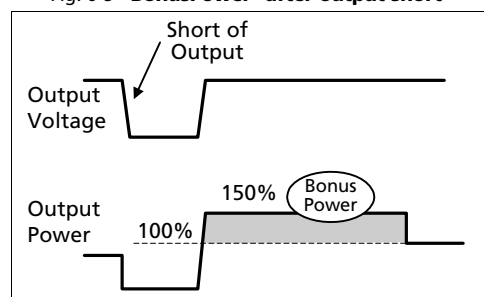 Short of
Output
Output
Voltage
150%
Bonus
Power
Output
Power
100%